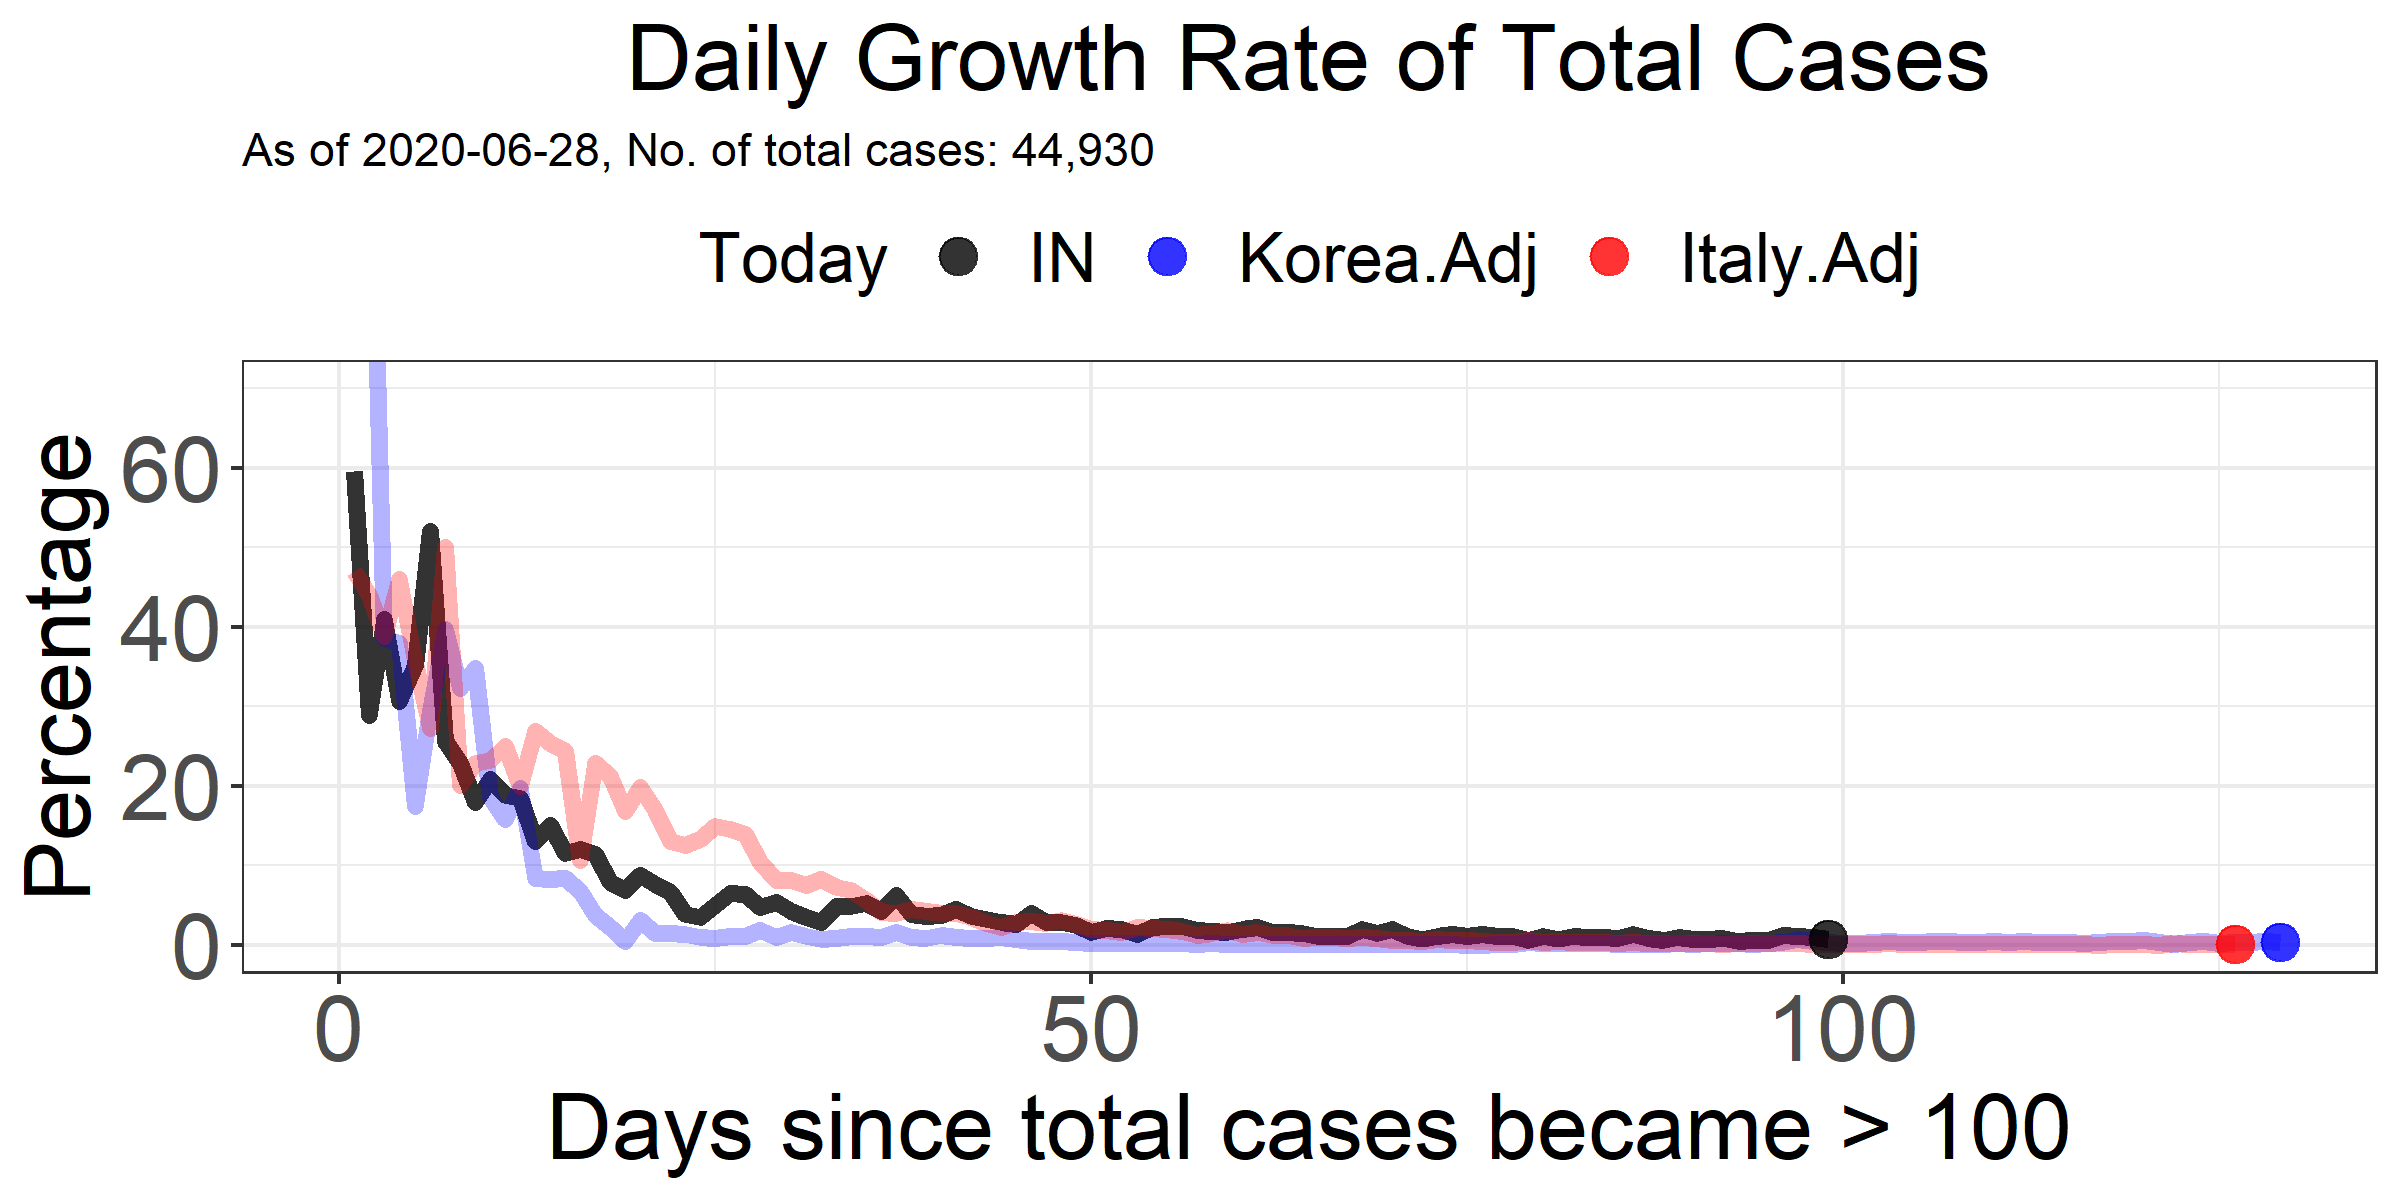 Daily Growth Rate of Total Cases
As of 2020-06-28, No. of total cases: 44,930
Today IN Korea.Adj Italy.Adj
Percentage
60
40
20
0
0 50 100
Days since total cases became > 100